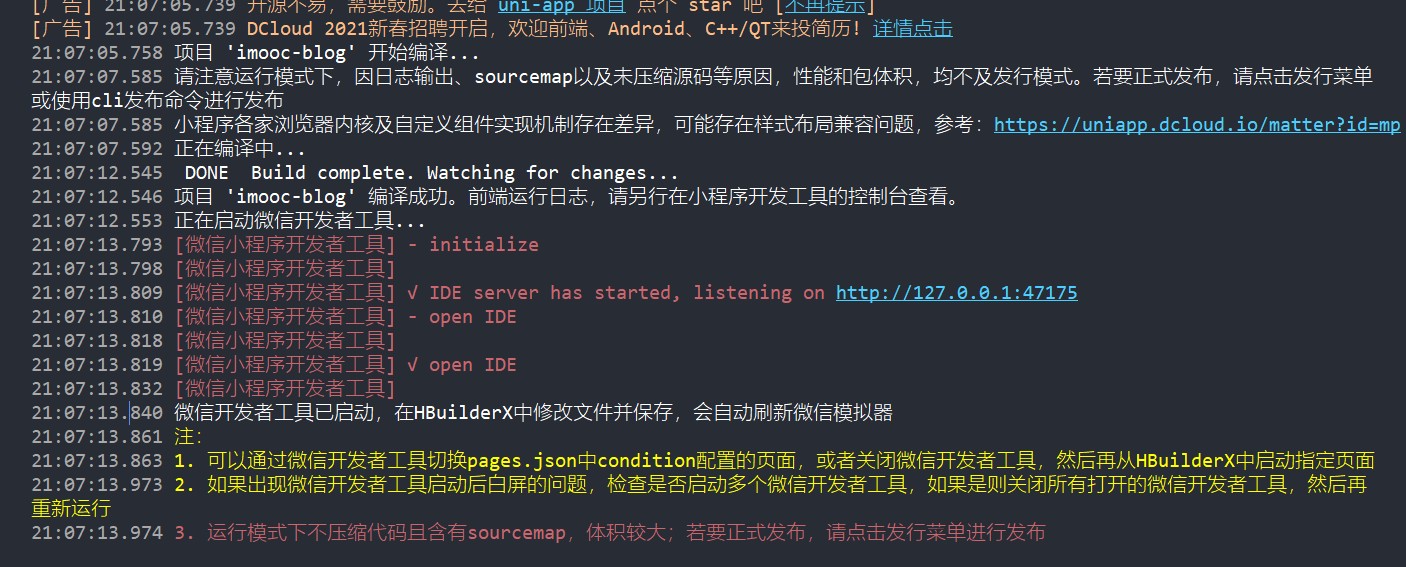 [广告] 21:07:05.739 开源不易，需要鼓励。去给 uni-app 项目 点个 star 吧 [不再提示]
[广告] 21:07:05.739 DCloud 2021新春招聘开启，欢迎前端、Android、C++/QT来投简历! 详情点击
21:07:05.758 项目 'imooc-blog' 开始编译...
21:07:07.585 请注意运行模式下，因日志输出、sourcemap以及未压缩源码等原因，性能和包体积，均不及发行模式。若要正式发布，请点击发行菜单
或使用cli发布命令进行发布
21:07:07.585 小程序各家浏览器内核及自定义组件实现机制存在差异，可能存在样式布局兼容问题，参考：https://uniapp.dcloud.io/matter?id=mp
21:07:07.592 正在编译中...
21:07:12.545  DONE  Build complete. Watching for changes...
21:07:12.546 项目 'imooc-blog' 编译成功。前端运行日志，请另行在小程序开发工具的控制台查看。
21:07:12.553 正在启动微信开发者工具...
21:07:13.793 [微信小程序开发者工具] - initialize
21:07:13.798 [微信小程序开发者工具]
21:07:13.809 [微信小程序开发者工具] √ IDE server has started, listening on http://127.0.0.1:47175
21:07:13.810 [微信小程序开发者工具] - open IDE
21:07:13.818 [微信小程序开发者工具]
21:07:13.819 [微信小程序开发者工具] √ open IDE
21:07:13.832 [微信小程序开发者工具]
21:07:13.840 微信开发者工具已启动，在HBuilderX中修改文件并保存，会自动刷新微信模拟器
21:07:13.861 注：
21:07:13.863 1. 可以通过微信开发者工具切换pages.json中condition配置的页面，或者关闭微信开发者工具，然后再从HBuilderX中启动指定页面
21:07:13.973 2. 如果出现微信开发者工具启动后白屏的问题，检查是否启动多个微信开发者工具，如果是则关闭所有打开的微信开发者工具，然后再
重新运行
21:07:13.974 3. 运行模式下不压缩代码且含有sourcemap，体积较大；若要正式发布，请点击发行菜单进行发布